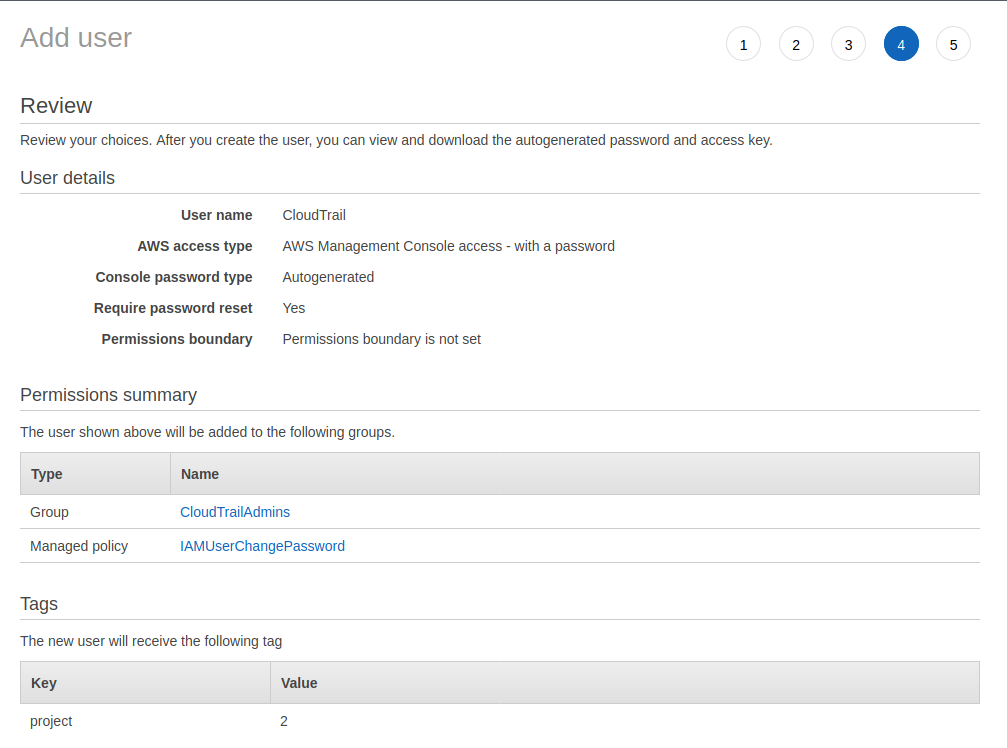 Add user
1 2 3 4 5
Review
Review your choices. After you create the user, you can view and download the autogenerated password and access key.
User details
User name CloudTrail
AWS access type AWS Management Console access - with a password
Console password type Autogenerated
Require password reset Yes
Permissions boundary Permissions boundary is not set
Permissions summary
The user shown above will be added to the following groups.
Type Name
Group CloudTrailAdmins
Managed policy IAMUserChangePassword
Tags
The new user will receive the following tag
Key Value
project 2